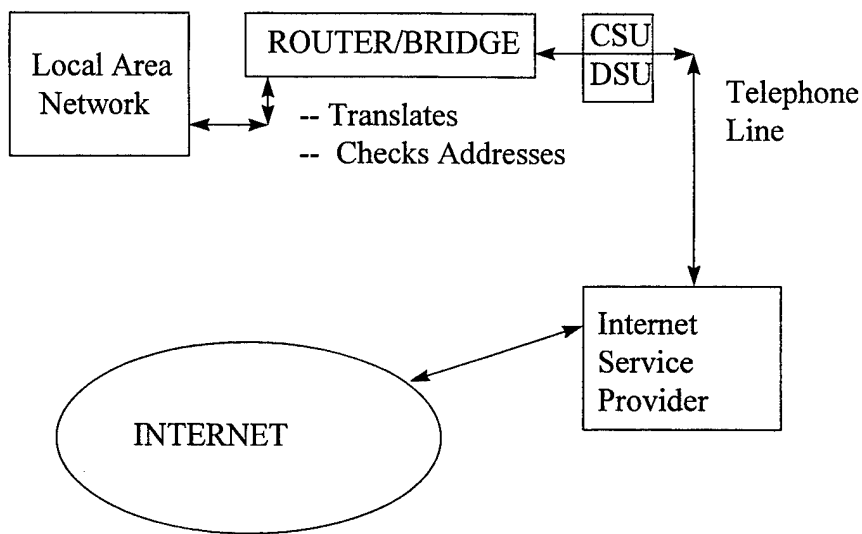 Local Area
Network
ROUTER/BRIDGE
-- Translates
-- Checks Addresses
CSU
DSU
Telephone
Line
Internet
Service
Provider
INTERNET